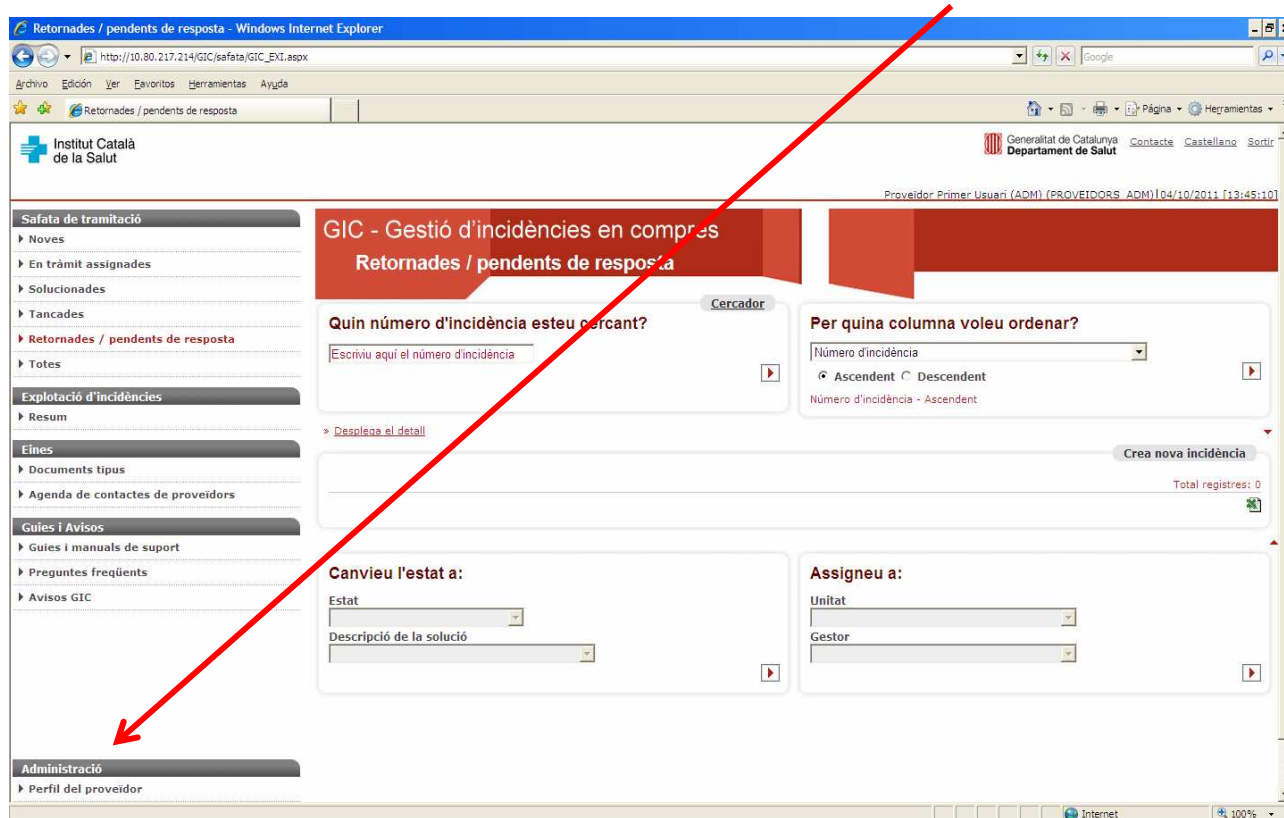 Retornades / pendents de resposta - Windows Internet Explorer
http://10.80.217.214/GIC/safata/GIC_EXI.aspx
Google
Archivo Edición Ver Favoritos Herramientas Ayuda
Retornades / pendents de resposta
Página Herramientas
Institut Català
de la Salut
Generalitat de Catalunya
Departament de Salut
Contacte Castellano Sortir
Proveïdor Primer Usuari (ADM) (PROVEIDORS_ADM)|04/10/2011 [13:45:10]
Safata de tramitació
Noves
En tràmit assignades
Solucionades
Tancades
Retornades / pendents de resposta
Totes
Explotació d'incidències
Resum
Eines
Documents tipus
Agenda de contactes de proveïdors
Guies i Avisos
Guies i manuals de suport
Preguntes freqüents
Avisos GIC
Administració
Perfil del proveïdor
GIC - Gestió d'incidències en compres
Retornades / pendents de resposta
Cercador
Quin número d'incidència esteu cercant?
Escriviu aquí el número d'incidència
Per quina columna voleu ordenar?
Número d'incidència
Ascendent Descendent
Número d'incidència - Ascendent
» Desplega el detall
Crea nova incidència
Total registres: 0
Canvieu l'estat a:
Estat
Descripció de la solució
Assigneu a:
Unitat
Gestor
Internet
100%